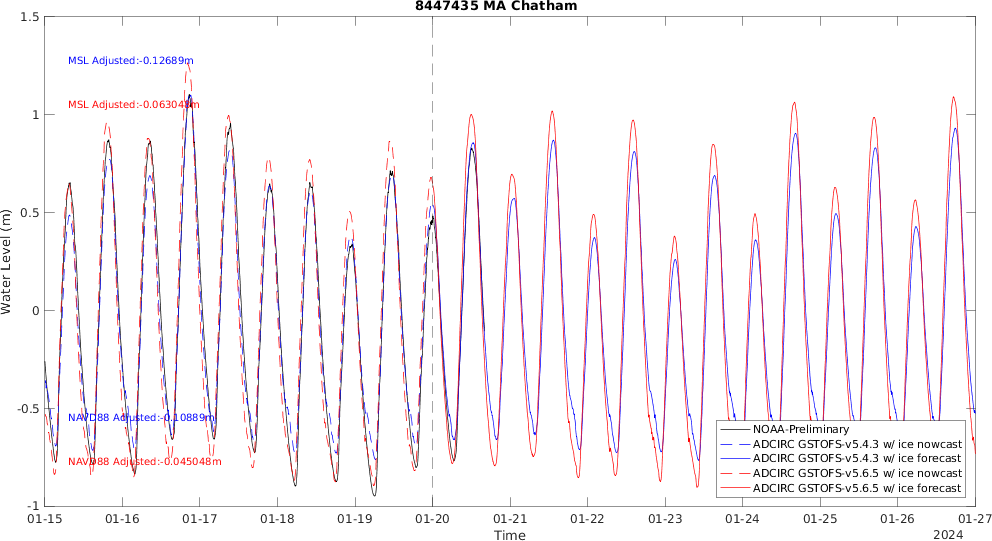 8447435 MA Chatham
1.5
1
0.5
0
-0.5
-1
Water Level (m)
MSL Adjusted:-0.12689m
MSL Adjusted:-0.063048m
NAVD88 Adjusted:-0.10889m
NAVD88 Adjusted:-0.045048m
NOAA-Preliminary
ADCIRC GSTOFS-v5.4.3 w/ ice nowcast
ADCIRC GSTOFS-v5.4.3 w/ ice forecast
ADCIRC GSTOFS-v5.6.5 w/ ice nowcast
ADCIRC GSTOFS-v5.6.5 w/ ice forecast
01-15 01-16 01-17 01-18 01-19 01-20 01-21 01-22 01-23 01-24 01-25 01-26 01-27
Time
2024